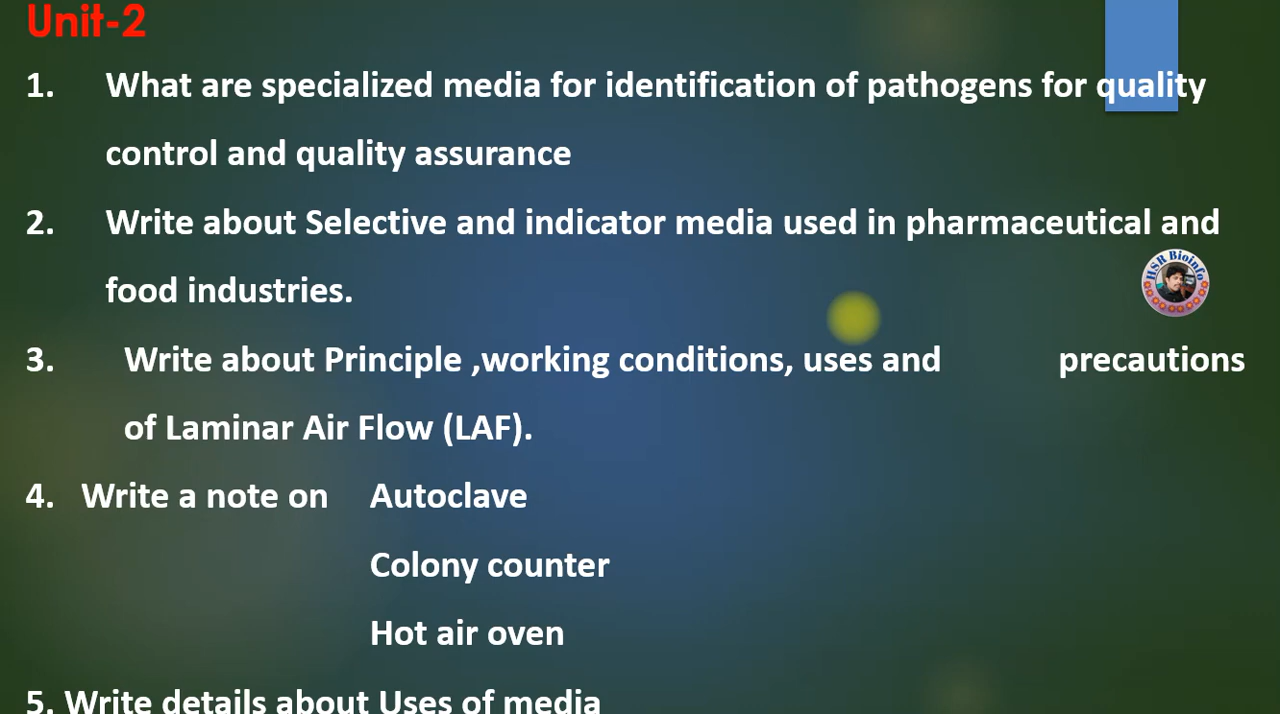 Unit-2
1. What are specialized media for identification of pathogens for quality
control and quality assurance
2. Write about Selective and indicator media used in pharmaceutical and
food industries.
HSR Bioinfo
3. Write about Principle ,working conditions, uses and precautions
of Laminar Air Flow (LAF).
4. Write a note on Autoclave
Colony counter
Hot air oven
5. Write details about Uses of media